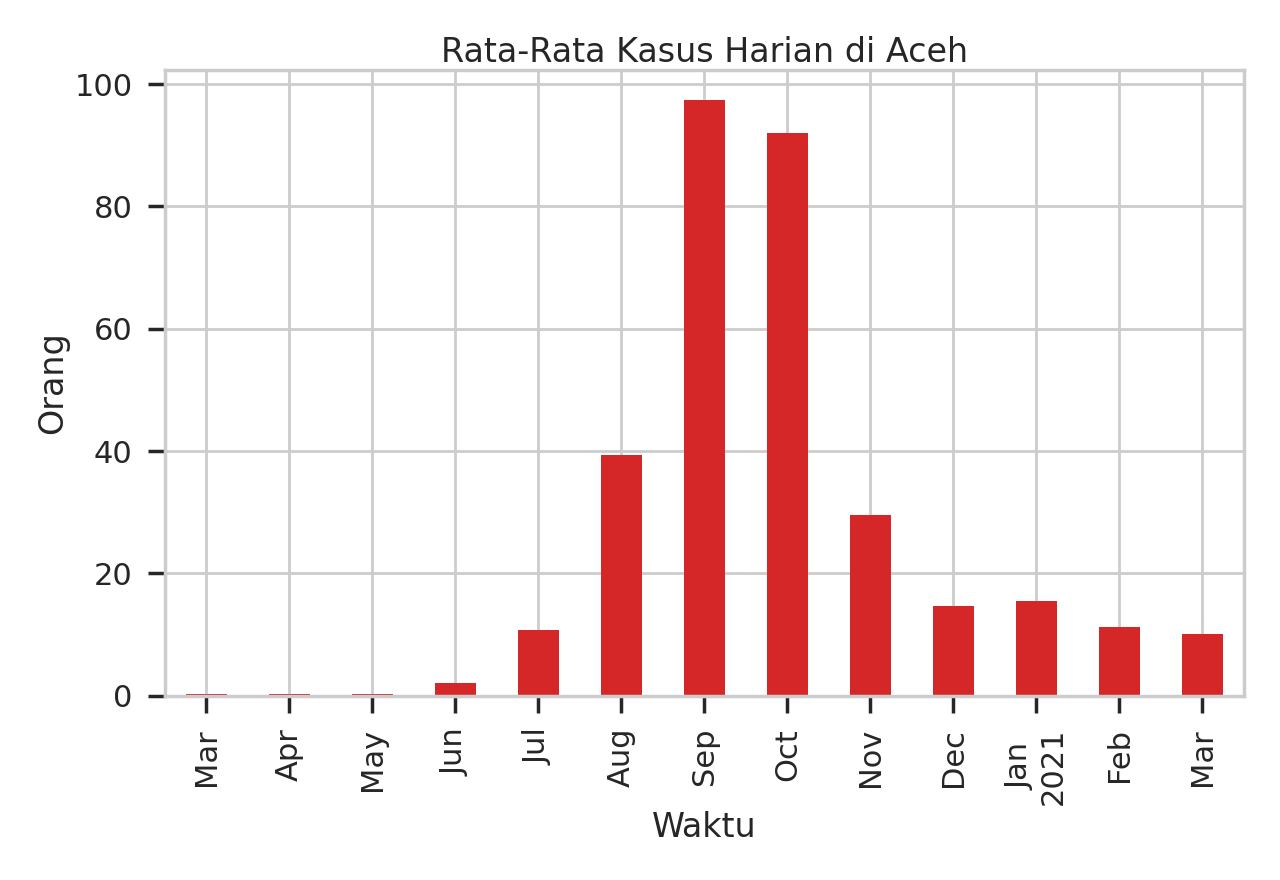 Rata-Rata Kasus Harian di Aceh
100
80
60
40
20
0
Orang
Mar
Apr
May
Jun
Jul
Aug
Sep
Oct
Nov
Dec
Jan
2021
Feb
Mar
Waktu